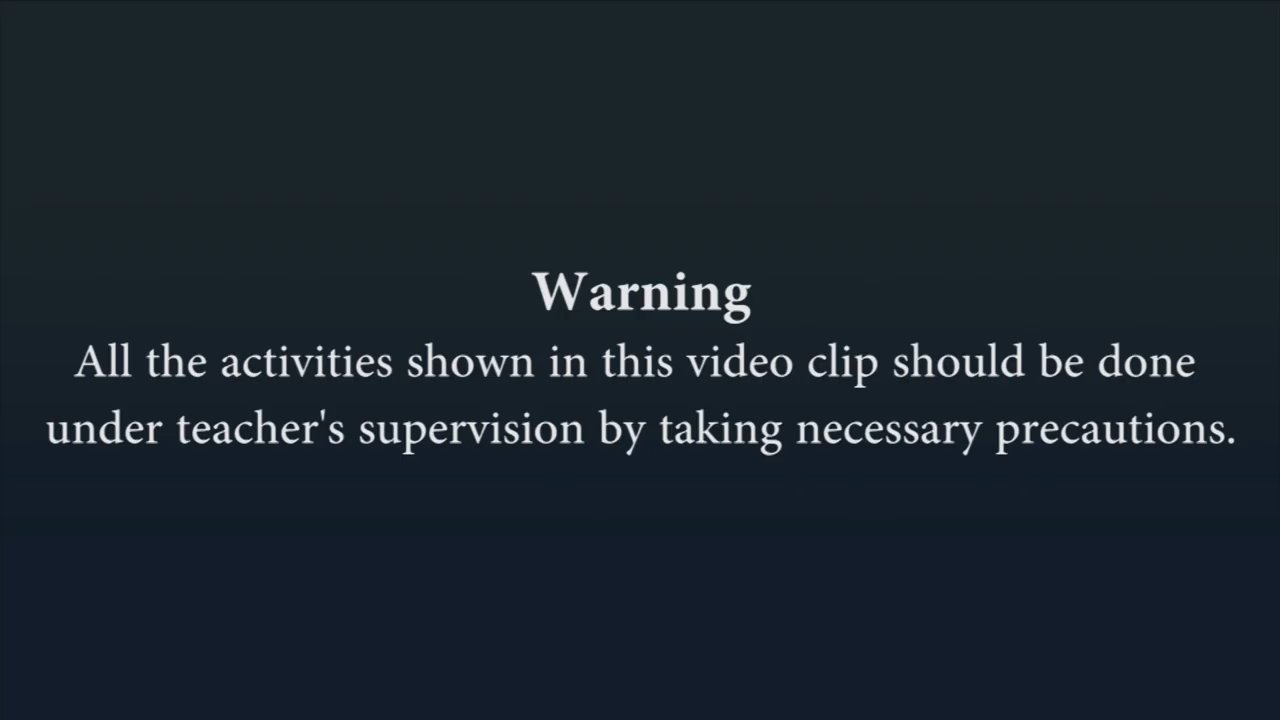 Warning
All the activities shown in this video clip should be done
under teacher's supervision by taking necessary precautions.